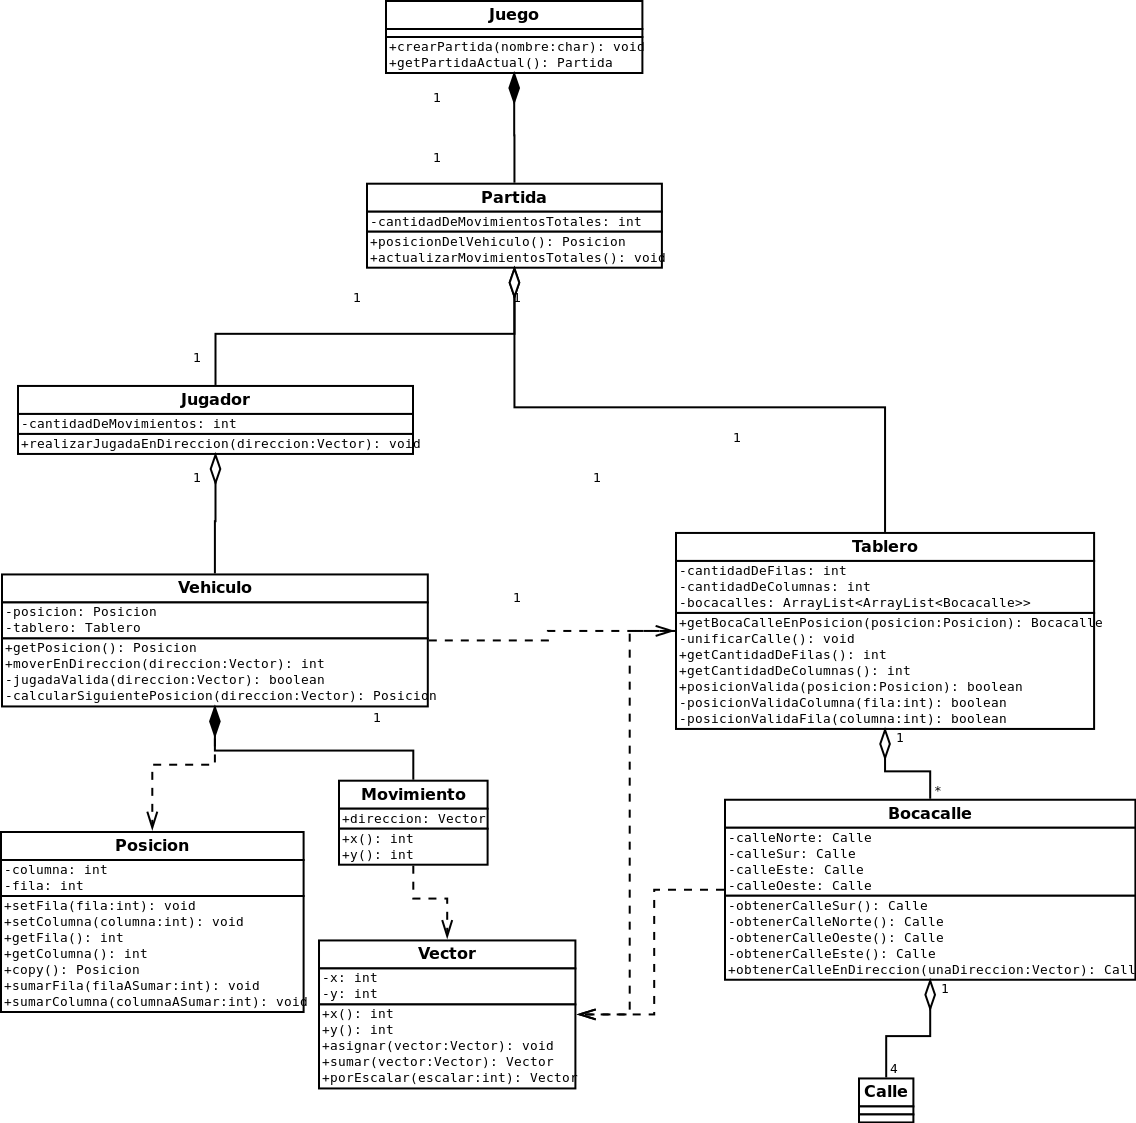 Juego
+crearPartida(nombre:char): void
+getPartidaActual(): Partida
1
1
Partida
-cantidadDeMovimientosTotales: int
+posicionDelVehiculo(): Posicion
+actualizarMovimientosTotales(): void
1
1
1
Jugador
-cantidadDeMovimientos: int
+realizarJugadaEnDireccion(direccion:Vector): void
1
1
1
Tablero
-cantidadDeFilas: int
-cantidadDeColumnas: int
-bocacalles: ArrayList<ArrayList<Bocacalle>>
+getBocaCalleEnPosicion(posicion:Posicion): Bocacalle
-unificarCalle(): void
+getCantidadDeFilas(): int
+getCantidadDeColumnas(): int
+posicionValida(posicion:Posicion): boolean
-posicionValidaColumna(fila:int): boolean
-posicionValidaFila(columna:int): boolean
Vehiculo
-posicion: Posicion
-tablero: Tablero
+getPosicion(): Posicion
+moverEnDireccion(direccion:Vector): int
-jugadaValida(direccion:Vector): boolean
-calcularSiguientePosicion(direccion:Vector): Posicion
1
1
1
*
Movimiento
+direccion: Vector
+x(): int
+y(): int
Bocacalle
-calleNorte: Calle
-calleSur: Calle
-calleEste: Calle
-calleOeste: Calle
-obtenerCalleSur(): Calle
-obtenerCalleNorte(): Calle
-obtenerCalleOeste(): Calle
-obtenerCalleEste(): Calle
+obtenerCalleEnDireccion(unaDireccion:Vector): Call
Posicion
-columna: int
-fila: int
+setFila(fila:int): void
+setColumna(columna:int): void
+getFila(): int
+getColumna(): int
+copy(): Posicion
+sumarFila(filaASumar:int): void
+sumarColumna(columnaASumar:int): void
Vector
-x: int
-y: int
+x(): int
+y(): int
+asignar(vector:Vector): void
+sumar(vector:Vector): Vector
+porEscalar(escalar:int): Vector
1
4
Calle